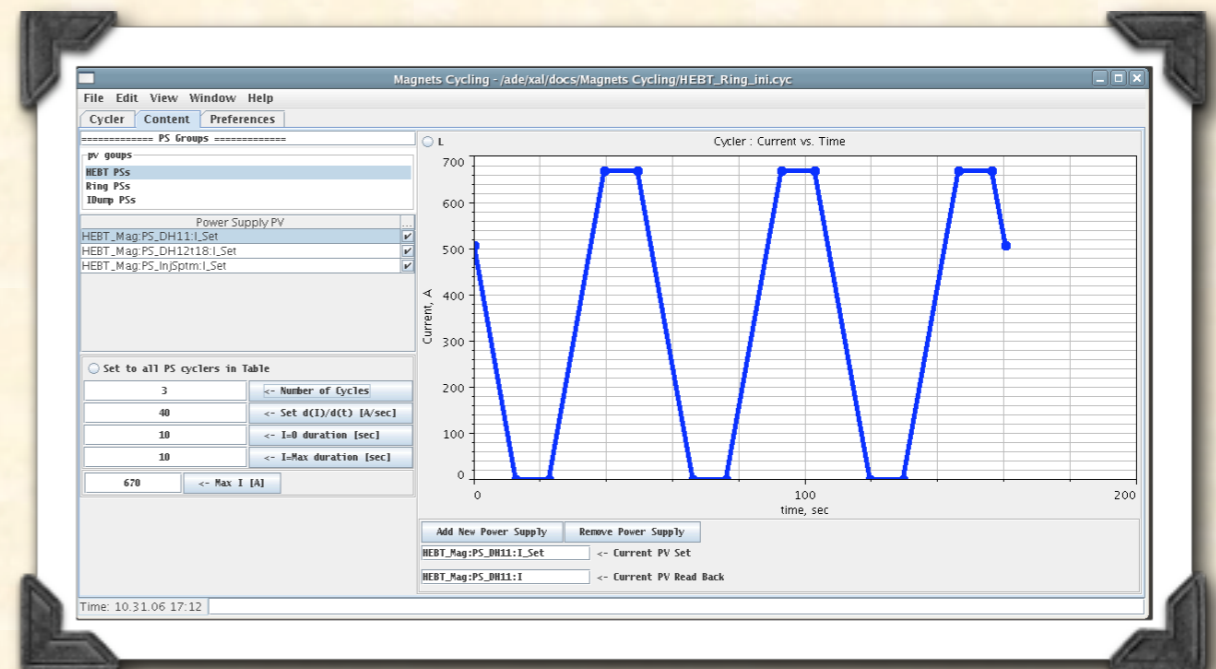 Magnets Cycling - /ade/xal/docs/Magnets Cycling/HEBT_Ring_ini.cyc
File Edit View Window Help
Cycler Content Preferences
============= PS Groups =============
pv goups
HEBT PSs
Ring PSs
IDump PSs
Power Supply PV ...
HEBT_Mag:PS_DH11:I_Set
HEBT_Mag:PS_DH12t18:I_Set
HEBT_Mag:PS_InjSptm:I_Set
Set to all PS cyclers in Table
3 <- Number of Cycles
40 <- Set d(I)/d(t) [A/sec]
10 <- I=0 duration [sec]
10 <- I=Max duration [sec]
670 <- Max I [A]
L
Cycler : Current vs. Time
700
600
500
400
300
200
100
0
Current, A
0 100 200
time, sec
Add New Power Supply Remove Power Supply
HEBT_Mag:PS_DH11:I_Set <- Current PV Set
HEBT_Mag:PS_DH11:I <- Current PV Read Back
Time: 10.31.06 17:12